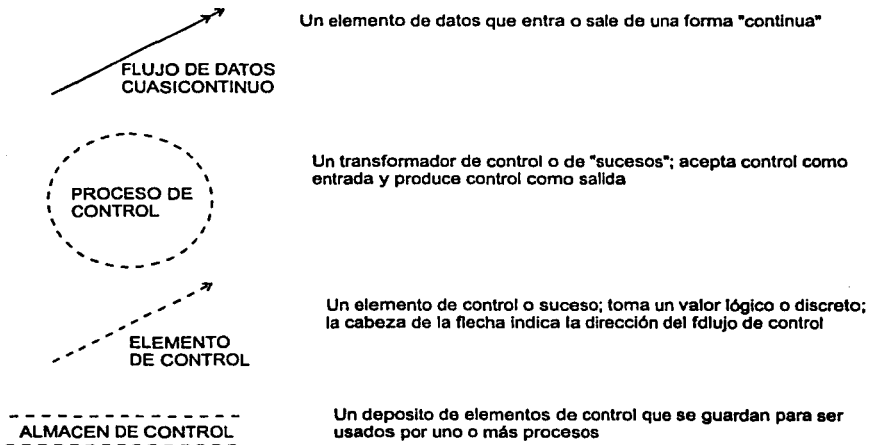 Un elemento de datos que entra o sale de una forma "continua"
FLUJO DE DATOS
CUASICONTINUO
Un transformador de control o de "sucesos"; acepta control como
entrada y produce control como salida
PROCESO DE
CONTROL
Un elemento de control o suceso; toma un valor lógico o discreto;
la cabeza de la flecha indica la dirección del fdlujo de control
ELEMENTO
DE CONTROL
Un deposito de elementos de control que se guardan para ser
usados por uno o más procesos
ALMACEN DE CONTROL